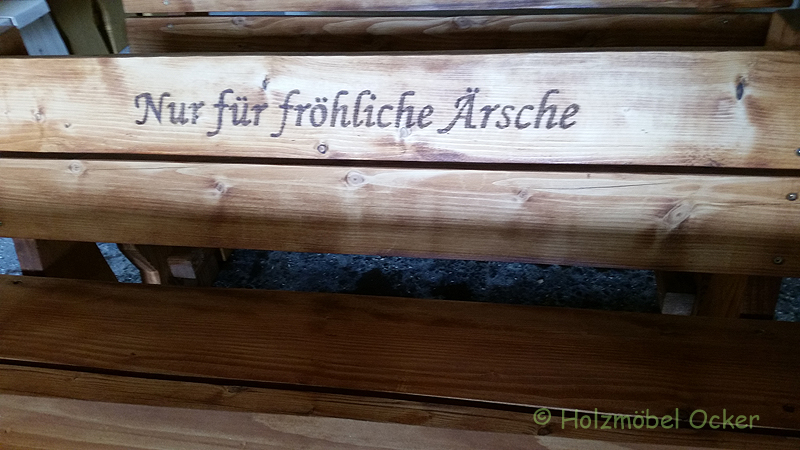 Nur für fröhliche Ärsche
© Holzmöbel Ocker